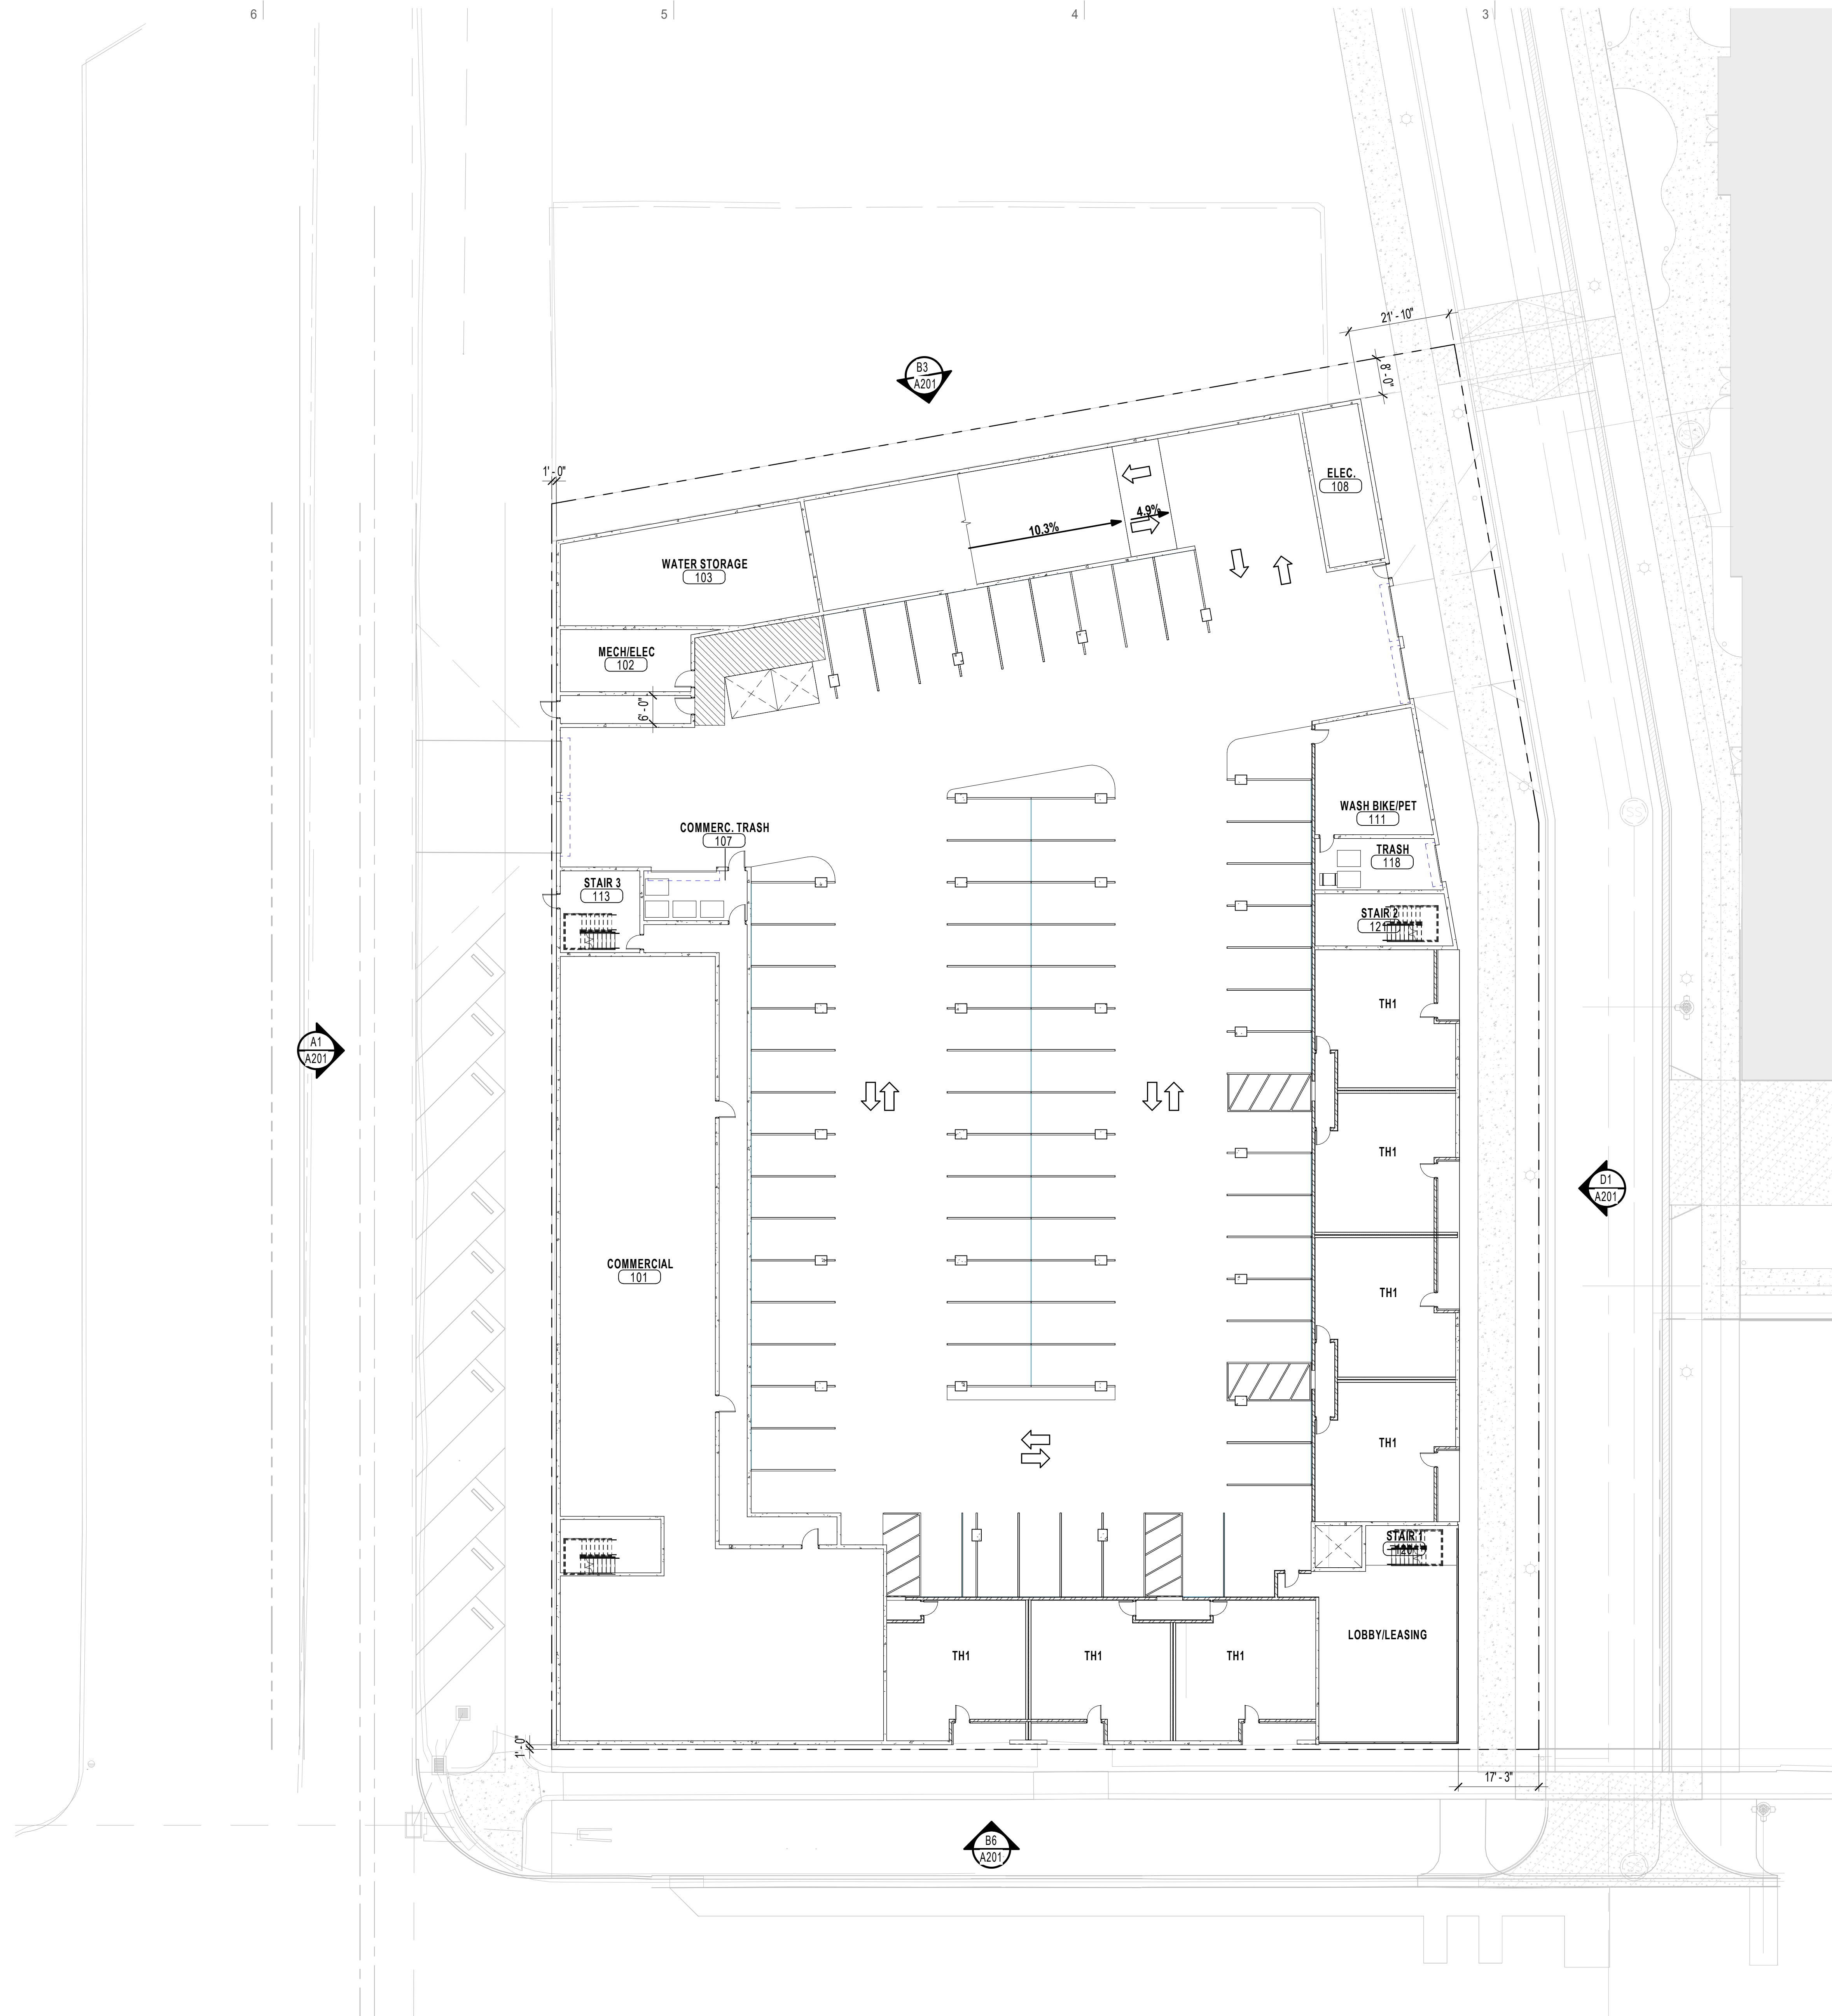 6
5
4
3
21' - 10"
8' - 0"
B3
A201
1' - 0"
ELEC.
108
4.9%
10.3%
WATER STORAGE
103
MECH/ELEC
102
6' - 0"
WASH BIKE/PET
111
COMMERC. TRASH
107
TRASH
118
STAIR 3
113
STAIR 2
121
TH1
A1
A201
TH1
D1
A201
COMMERCIAL
101
TH1
TH1
STAIR 1
120
LOBBY/LEASING
TH1
TH1
TH1
1' - 0"
17' - 3"
B6
A201